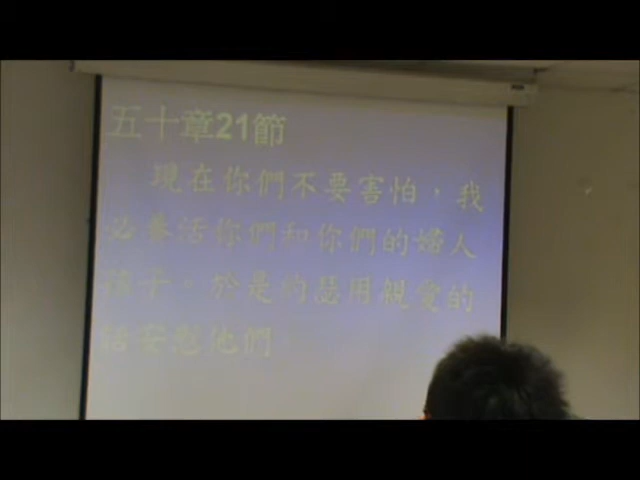 五十章21節
現在你們不要害怕，我
必養活你們和你們的婦人
孩子。於是約瑟用親愛的
話安慰他們